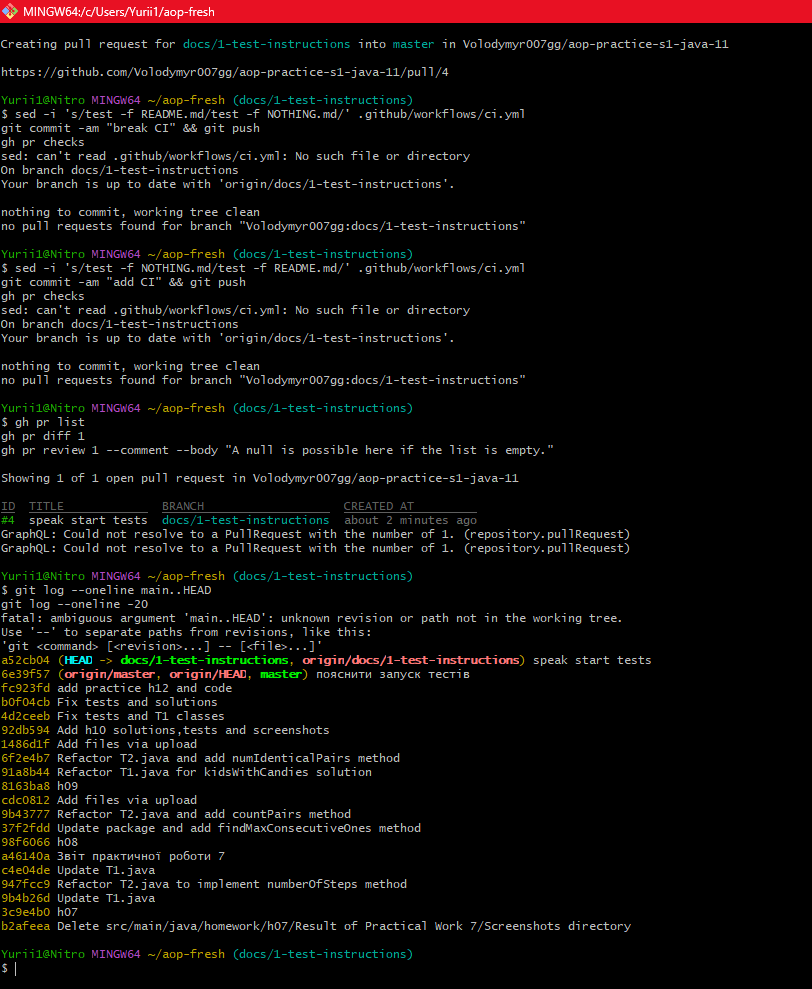 MINGW64:/c/Users/Yurii1/aop-fresh
Creating pull request for docs/1-test-instructions into master in Volodymyr007gg/aop-practice-s1-java-11
https://github.com/Volodymyr007gg/aop-practice-s1-java-11/pull/4
Yurii1@Nitro MINGW64 ~/aop-fresh (docs/1-test-instructions)
$ sed -i 's/test -f README.md/test -f NOTHING.md/' .github/workflows/ci.yml
git commit -am "break CI" && git push
gh pr checks
sed: can't read .github/workflows/ci.yml: No such file or directory
On branch docs/1-test-instructions
Your branch is up to date with 'origin/docs/1-test-instructions'.
nothing to commit, working tree clean
no pull requests found for branch "Volodymyr007gg:docs/1-test-instructions"
Yurii1@Nitro MINGW64 ~/aop-fresh (docs/1-test-instructions)
$ sed -i 's/test -f NOTHING.md/test -f README.md/' .github/workflows/ci.yml
git commit -am "add CI" && git push
gh pr checks
sed: can't read .github/workflows/ci.yml: No such file or directory
On branch docs/1-test-instructions
Your branch is up to date with 'origin/docs/1-test-instructions'.
nothing to commit, working tree clean
no pull requests found for branch "Volodymyr007gg:docs/1-test-instructions"
Yurii1@Nitro MINGW64 ~/aop-fresh (docs/1-test-instructions)
$ gh pr list
gh pr diff 1
gh pr review 1 --comment --body "A null is possible here if the list is empty."
Showing 1 of 1 open pull request in Volodymyr007gg/aop-practice-s1-java-11
ID TITLE BRANCH CREATED AT
#4 speak start tests docs/1-test-instructions about 2 minutes ago
GraphQL: Could not resolve to a PullRequest with the number of 1. (repository.pullRequest)
GraphQL: Could not resolve to a PullRequest with the number of 1. (repository.pullRequest)
Yurii1@Nitro MINGW64 ~/aop-fresh (docs/1-test-instructions)
$ git log --oneline main..HEAD
git log --oneline -20
fatal: ambiguous argument 'main..HEAD': unknown revision or path not in the working tree.
Use '--' to separate paths from revisions, like this:
'git <command> [<revision>...] -- [<file>...]'
a52cb04 (HEAD -> docs/1-test-instructions, origin/docs/1-test-instructions) speak start tests
6e39f57 (origin/master, origin/HEAD, master) пояснити запуск тестів
fc923fd add practice h12 and code
b0f04cb Fix tests and solutions
4d2ceeb Fix tests and T1 classes
92db594 Add h10 solutions,tests and screenshots
1486d1f Add files via upload
6f2e4b7 Refactor T2.java and add numIdenticalPairs method
91a8b44 Refactor T1.java for kidsWithCandies solution
8163ba8 h09
cdc0812 Add files via upload
9b43777 Refactor T2.java and add countPairs method
37f2fdd Update package and add findMaxConsecutiveOnes method
98f6066 h08
a46140a Звіт практичної роботи 7
c4e04de Update T1.java
947fcc9 Refactor T2.java to implement numberOfSteps method
9b4b26d Update T1.java
3c9e4b0 h07
b2afeea Delete src/main/java/homework/h07/Result of Practical Work 7/Screenshots directory
Yurii1@Nitro MINGW64 ~/aop-fresh (docs/1-test-instructions)
$